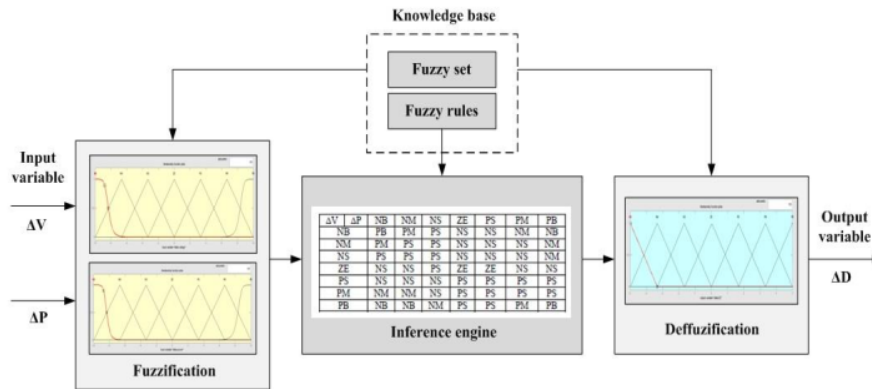 Knowledge base
Fuzzy set
Fuzzy rules
Input
variable
ΔV
ΔP
Fuzzification
ΔV ΔP NB NM NS ZE PS PM PB
NB PB PM PS NS NS NM NB
NM PM PS PS NS NS NS NM
NS PS PS PS NS NS NS NM
ZE NS NS PS ZE ZE NS NS
PS NS NS NS PS PS PS PS
PM NM NM NS PS PS PS PS
PB NB NB NM PS PS PM PB
Inference engine
Deffuzification
Output
variable
ΔD